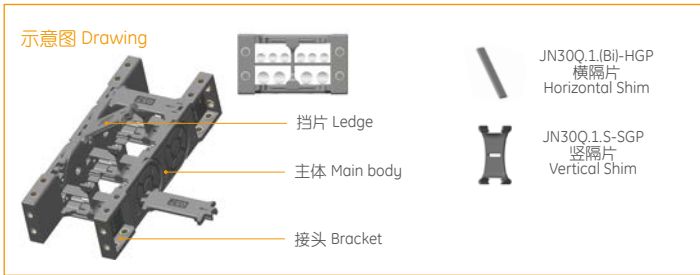 示意图 Drawing
挡片 Ledge
主体 Main body
接头 Bracket
JN30Q.1.(Bi)-HGP
横隔片
Horizontal Shim
JN30Q.1.S-SGP
竖隔片
Vertical Shim